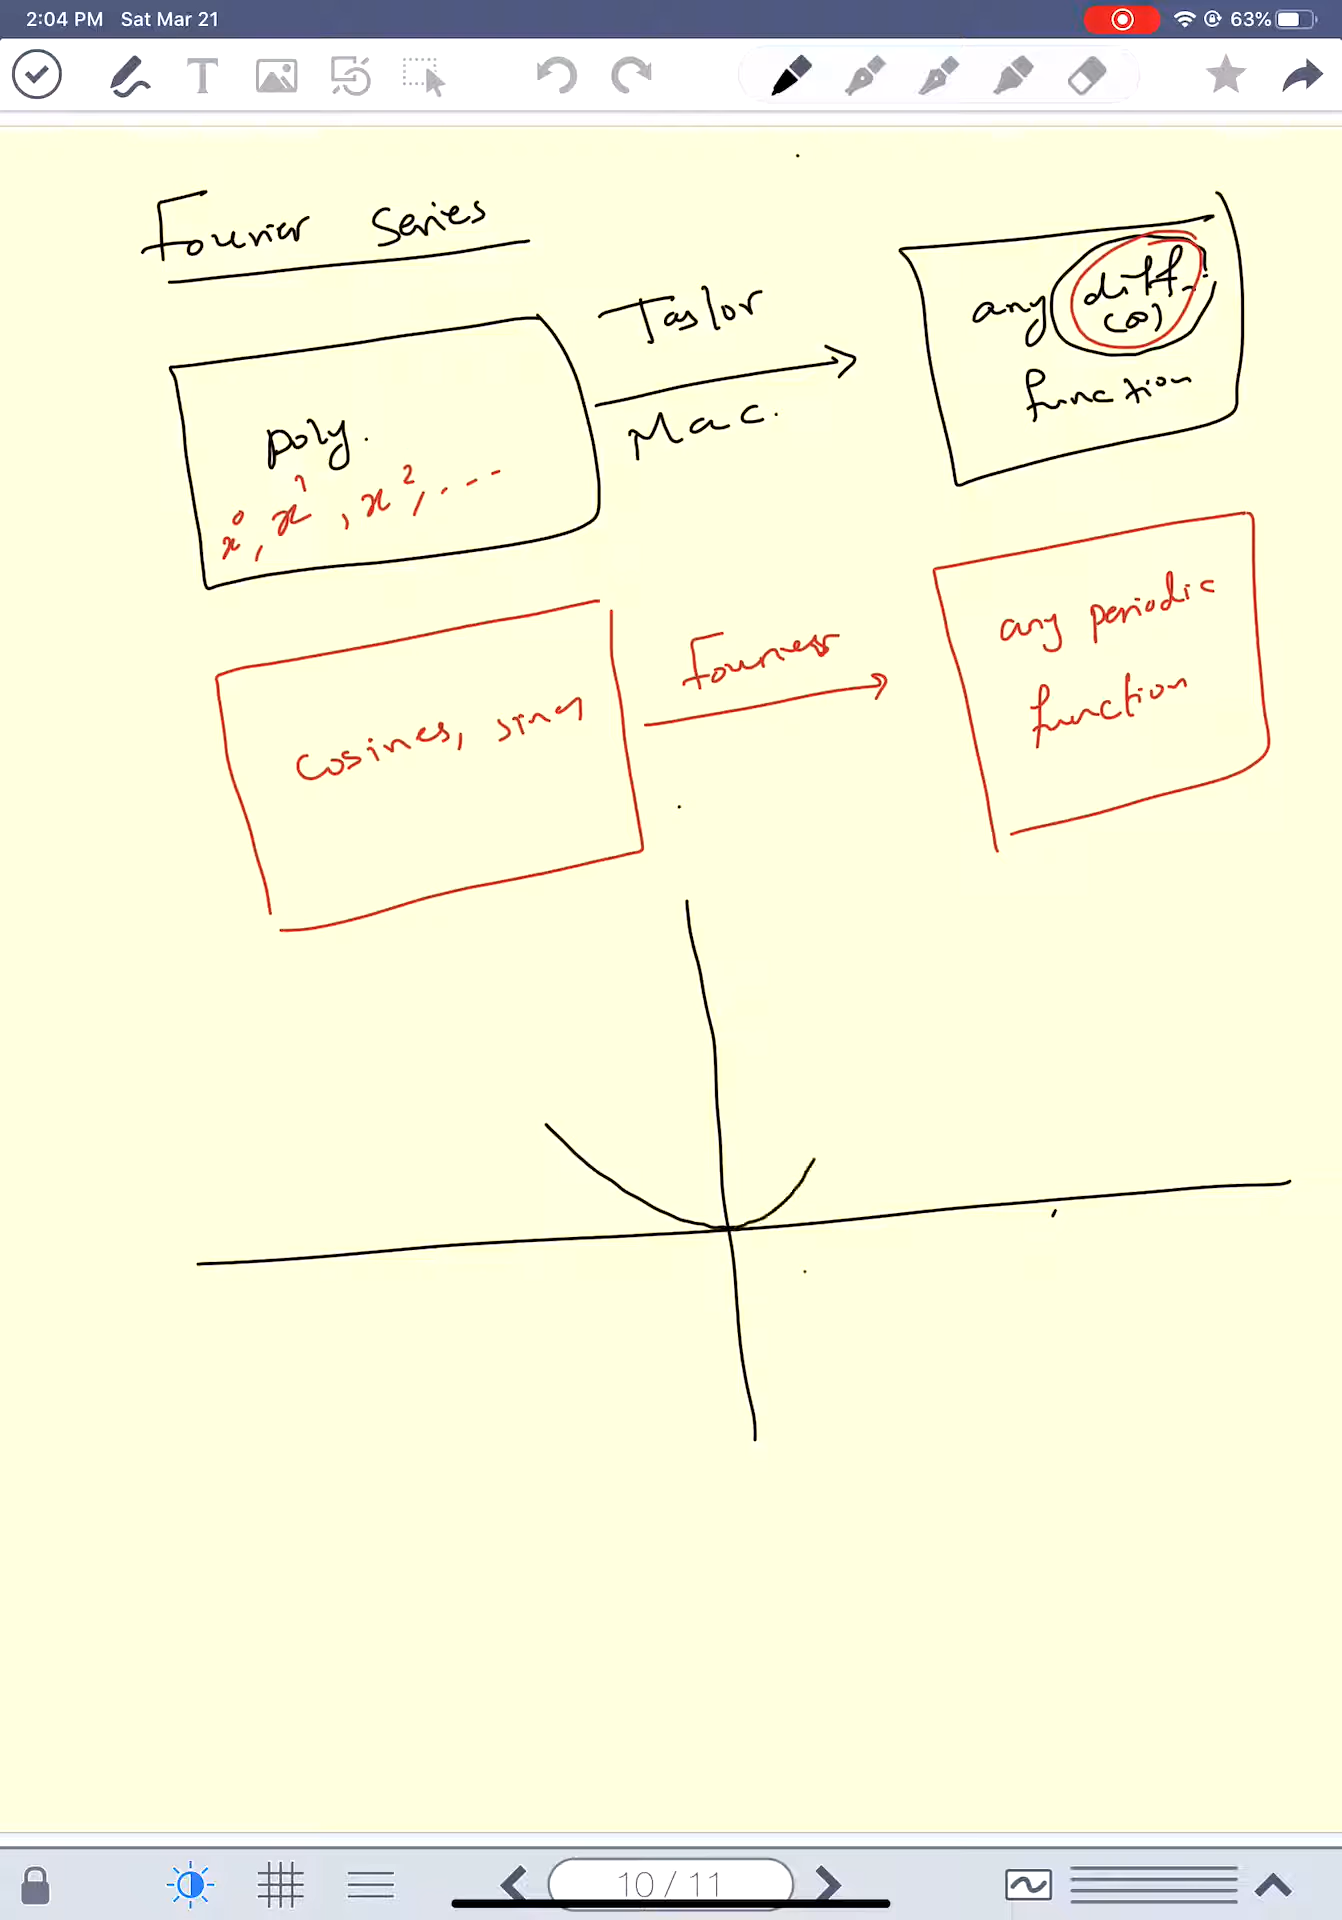 2:04 PM Sat Mar 21
63%
Fourier Series
Taylor
Mac.
any diff.
(∞)
function
poly.
x⁰, x¹, x², ...
cosines, sines
Fourier
any periodic
function
10 / 11